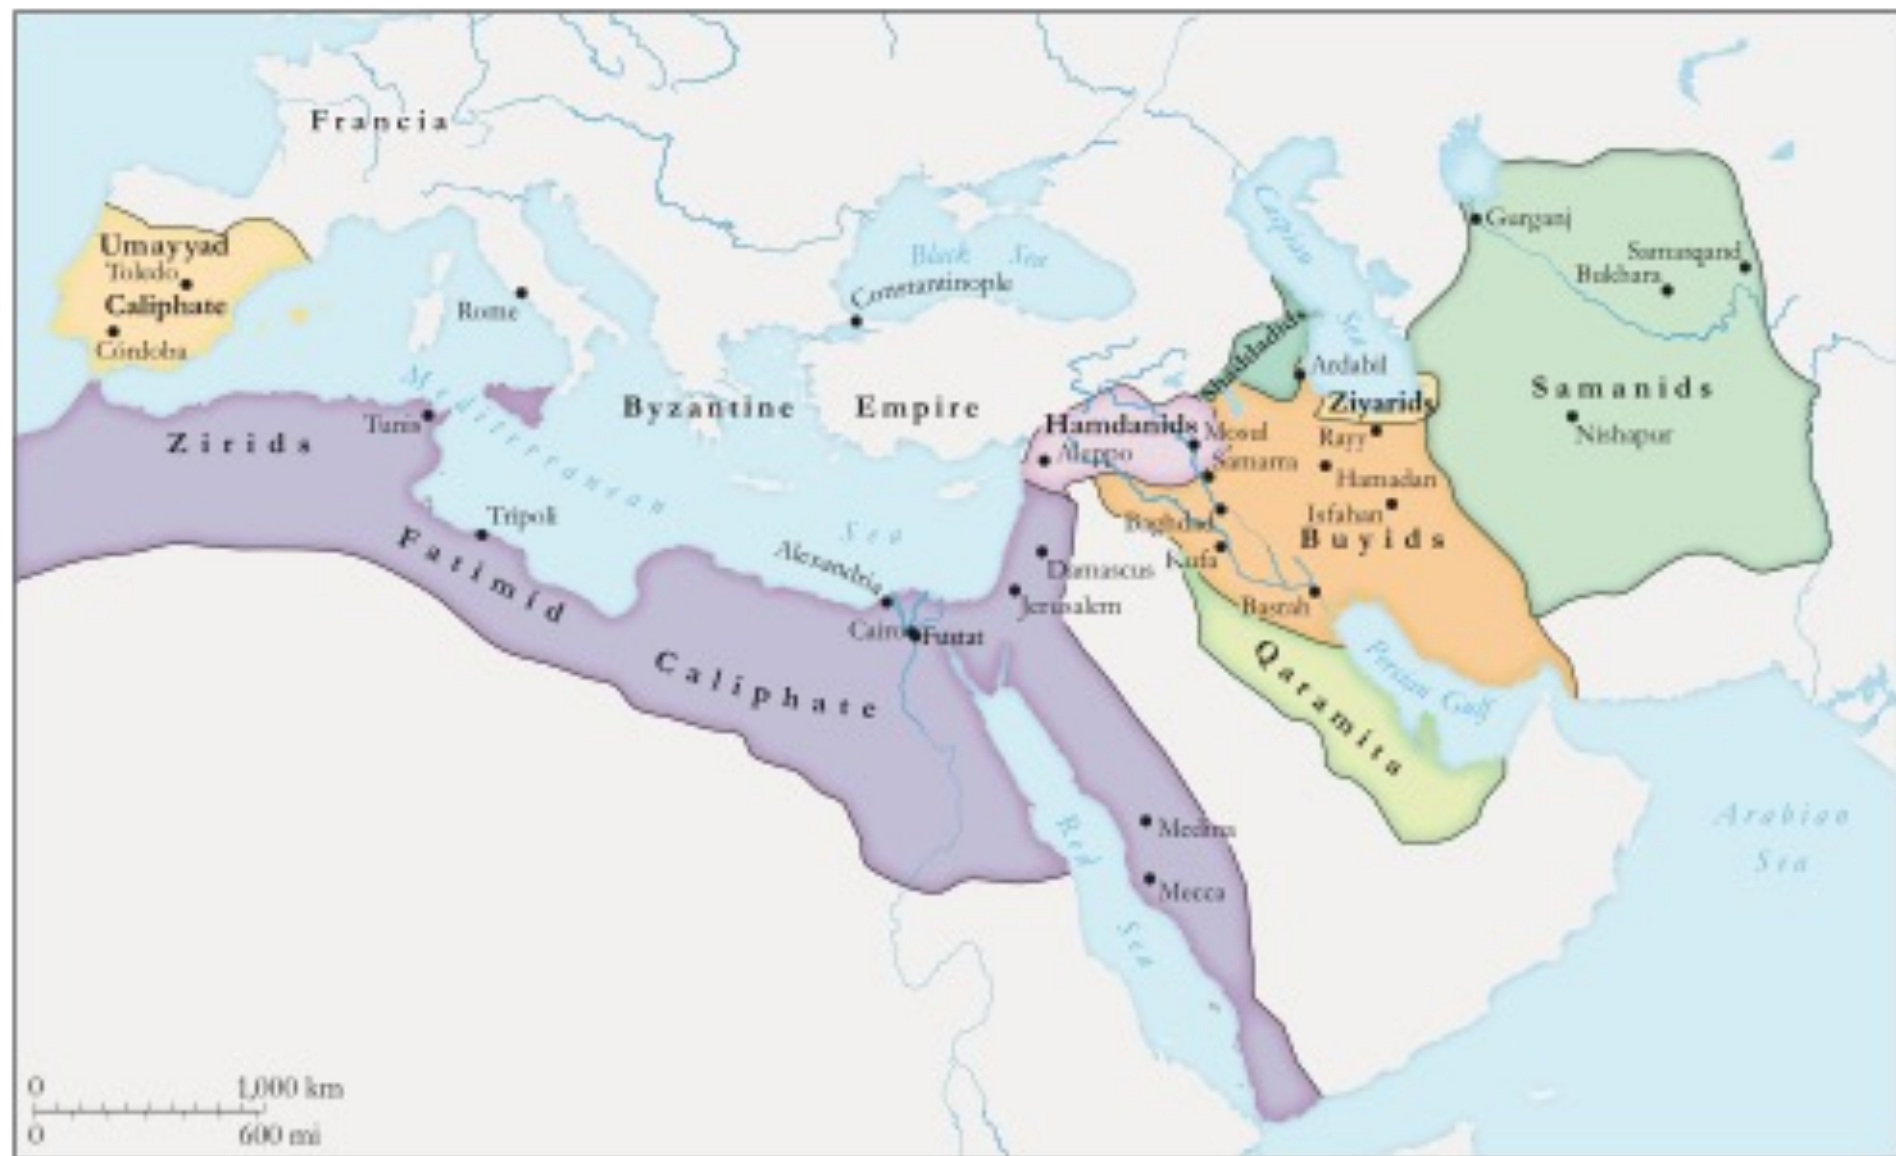 Francia
Umayyad
Toledo
Caliphate
Córdoba
Rome
Black Sea
Constantinople
Caspian
Sea
Gurganj
Samarqand
Bukhara
Shaddadids
Ardabil
Samanids
Nishapur
Ziyarids
Rayy
Hamadan
Isfahan
Buyids
Hamdanids
Mosul
Aleppo
Samarra
Baghdad
Kufa
Basrah
Byzantine Empire
Mediterranean
Sea
Zirids
Tunis
Tripoli
Fatimid
Caliphate
Alexandria
Cairo
Fustat
Damascus
Jerusalem
Qaramita
Persian Gulf
Medina
Mecca
Red
Sea
Arabian
Sea
0 1,000 km
0 600 mi